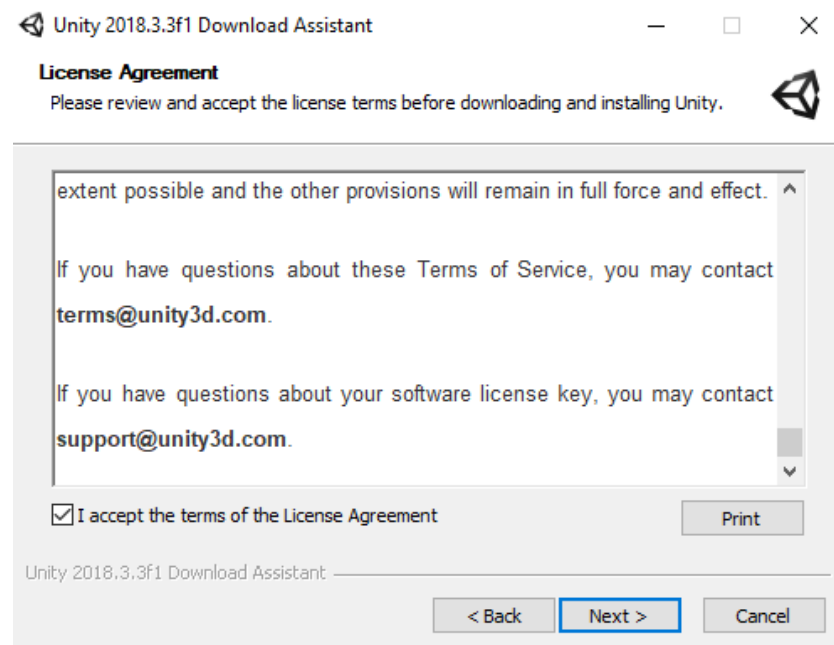 Unity 2018.3.3f1 Download Assistant
License Agreement
Please review and accept the license terms before downloading and installing Unity.
extent possible and the other provisions will remain in full force and effect.
If you have questions about these Terms of Service, you may contact
terms@unity3d.com.
If you have questions about your software license key, you may contact
support@unity3d.com.
I accept the terms of the License Agreement
Print
Unity 2018.3.3f1 Download Assistant
< Back
Next >
Cancel